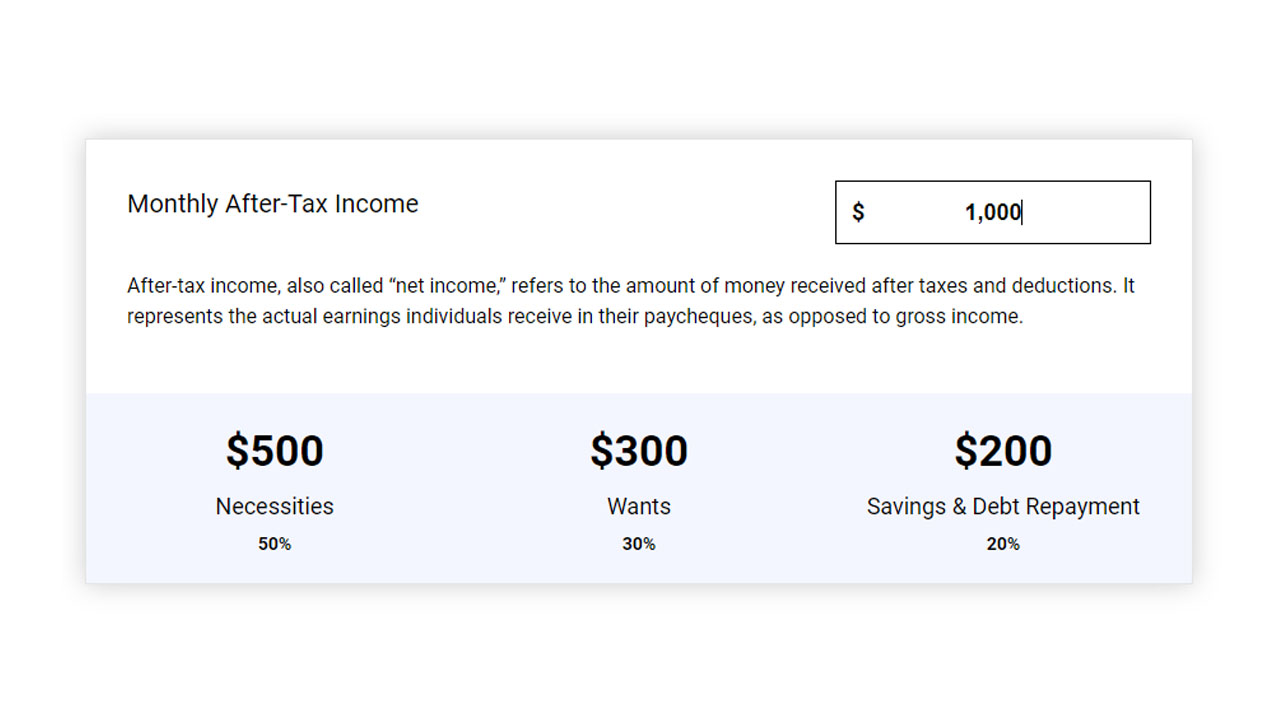 Monthly After-Tax Income
$ 1,000
After-tax income, also called “net income,” refers to the amount of money received after taxes and deductions. It
represents the actual earnings individuals receive in their paycheques, as opposed to gross income.
$500
Necessities
50%
$300
Wants
30%
$200
Savings & Debt Repayment
20%